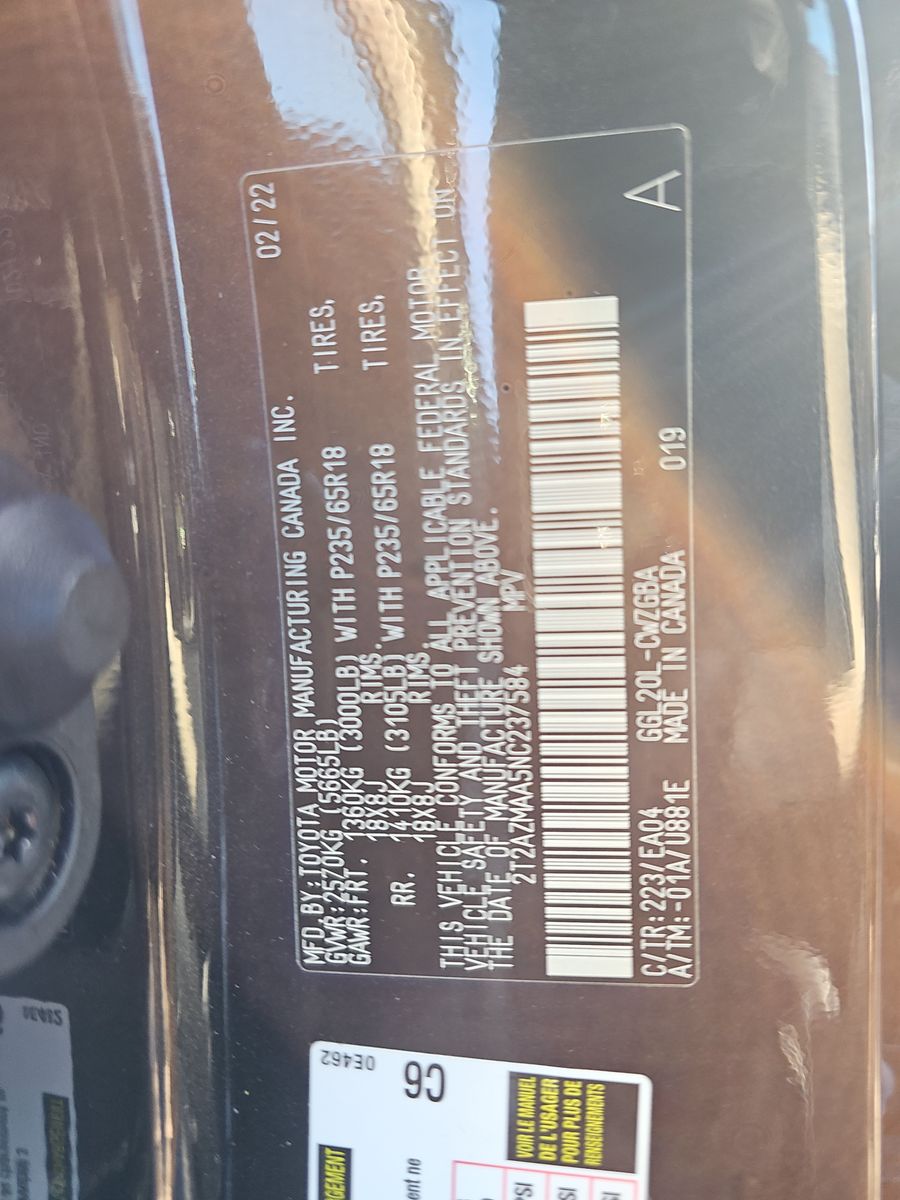 MFD.BY:TOYOTA MOTOR MANUFACTURING CANADA INC. 02/22
GVWR:2570KG (5665LB)
GAWR:FRT. 1360KG (3000LB) WITH P235/65R18 TIRES,
18X8J RIMS.
RR. 1410KG (3105LB) WITH P235/65R18 TIRES,
18X8J RIMS.
THIS VEHICLE CONFORMS TO ALL APPLICABLE FEDERAL MOTOR
VEHICLE SAFETY AND THEFT PREVENTION STANDARDS IN EFFECT ON
THE DATE OF MANUFACTURE SHOWN ABOVE.
2T2AZMAA5NC237584 MPV
C/TR:223/EA04 GGL20L-CWZGBA 019 A
A/TM:-01A/U881E MADE IN CANADA
0E462
C6
VOIR LE MANUEL
DE L'USAGER
POUR PLUS DE
RENSEIGNEMENTS